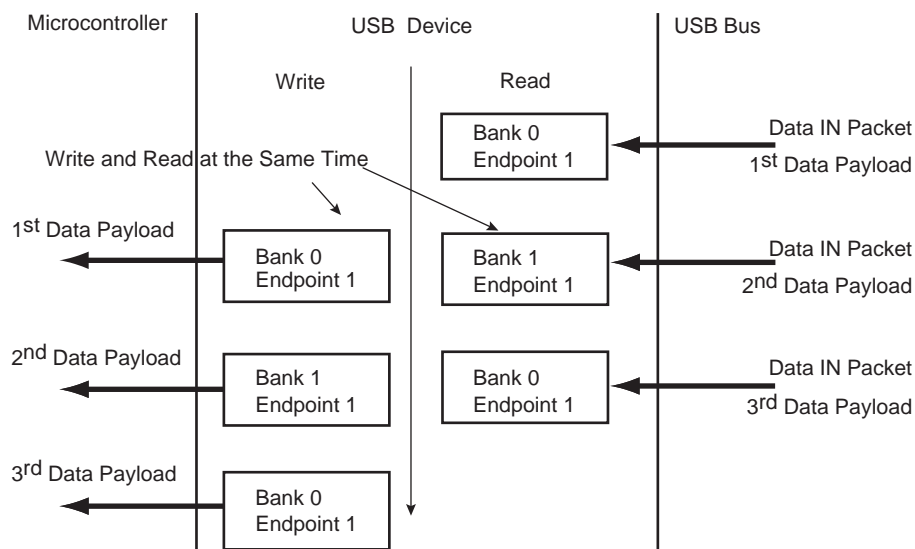 Microcontroller
USB Device
USB Bus
Write
Read
Bank 0
Endpoint 1
Data IN Packet
1st Data Payload
Write and Read at the Same Time
1st Data Payload
Bank 0
Endpoint 1
Bank 1
Endpoint 1
Data IN Packet
2nd Data Payload
2nd Data Payload
Bank 1
Endpoint 1
Bank 0
Endpoint 1
Data IN Packet
3rd Data Payload
3rd Data Payload
Bank 0
Endpoint 1